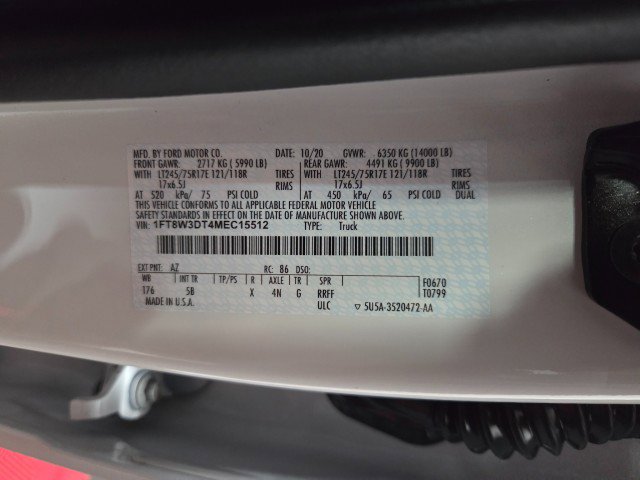 MFD. BY FORD MOTOR CO. 10/20 GVWR: 6350 KG (14000 LB)
FRONT GAWR: 2717 KG (5990 LB) REAR GAWR: 4491 KG (9900 LB)
WITH LT245/75R17E 121/118R TIRES WITH LT245/75R17E 121/118R TIRES
17x6.5J RIMS 17x6.5J RIMS
AT 520 kPa/ 75 PSI COLD AT 450 kPa/ 65 PSI COLD DUAL
THIS VEHICLE CONFORMS TO ALL APPLICABLE FEDERAL MOTOR VEHICLE
SAFETY STANDARDS IN EFFECT ON THE DATE OF MANUFACTURE SHOWN ABOVE.
VIN: 1FT8W3DT4MEC15512 TYPE: Truck
EXT PNT: AZ RC: 86 DSO:
WB INT TR TP/PS R AXLE TR SPR F0670
176 5B X 4N G RRFF T0799
MADE IN U.S.A. ULC ▽ 5U5A-3520472-AA